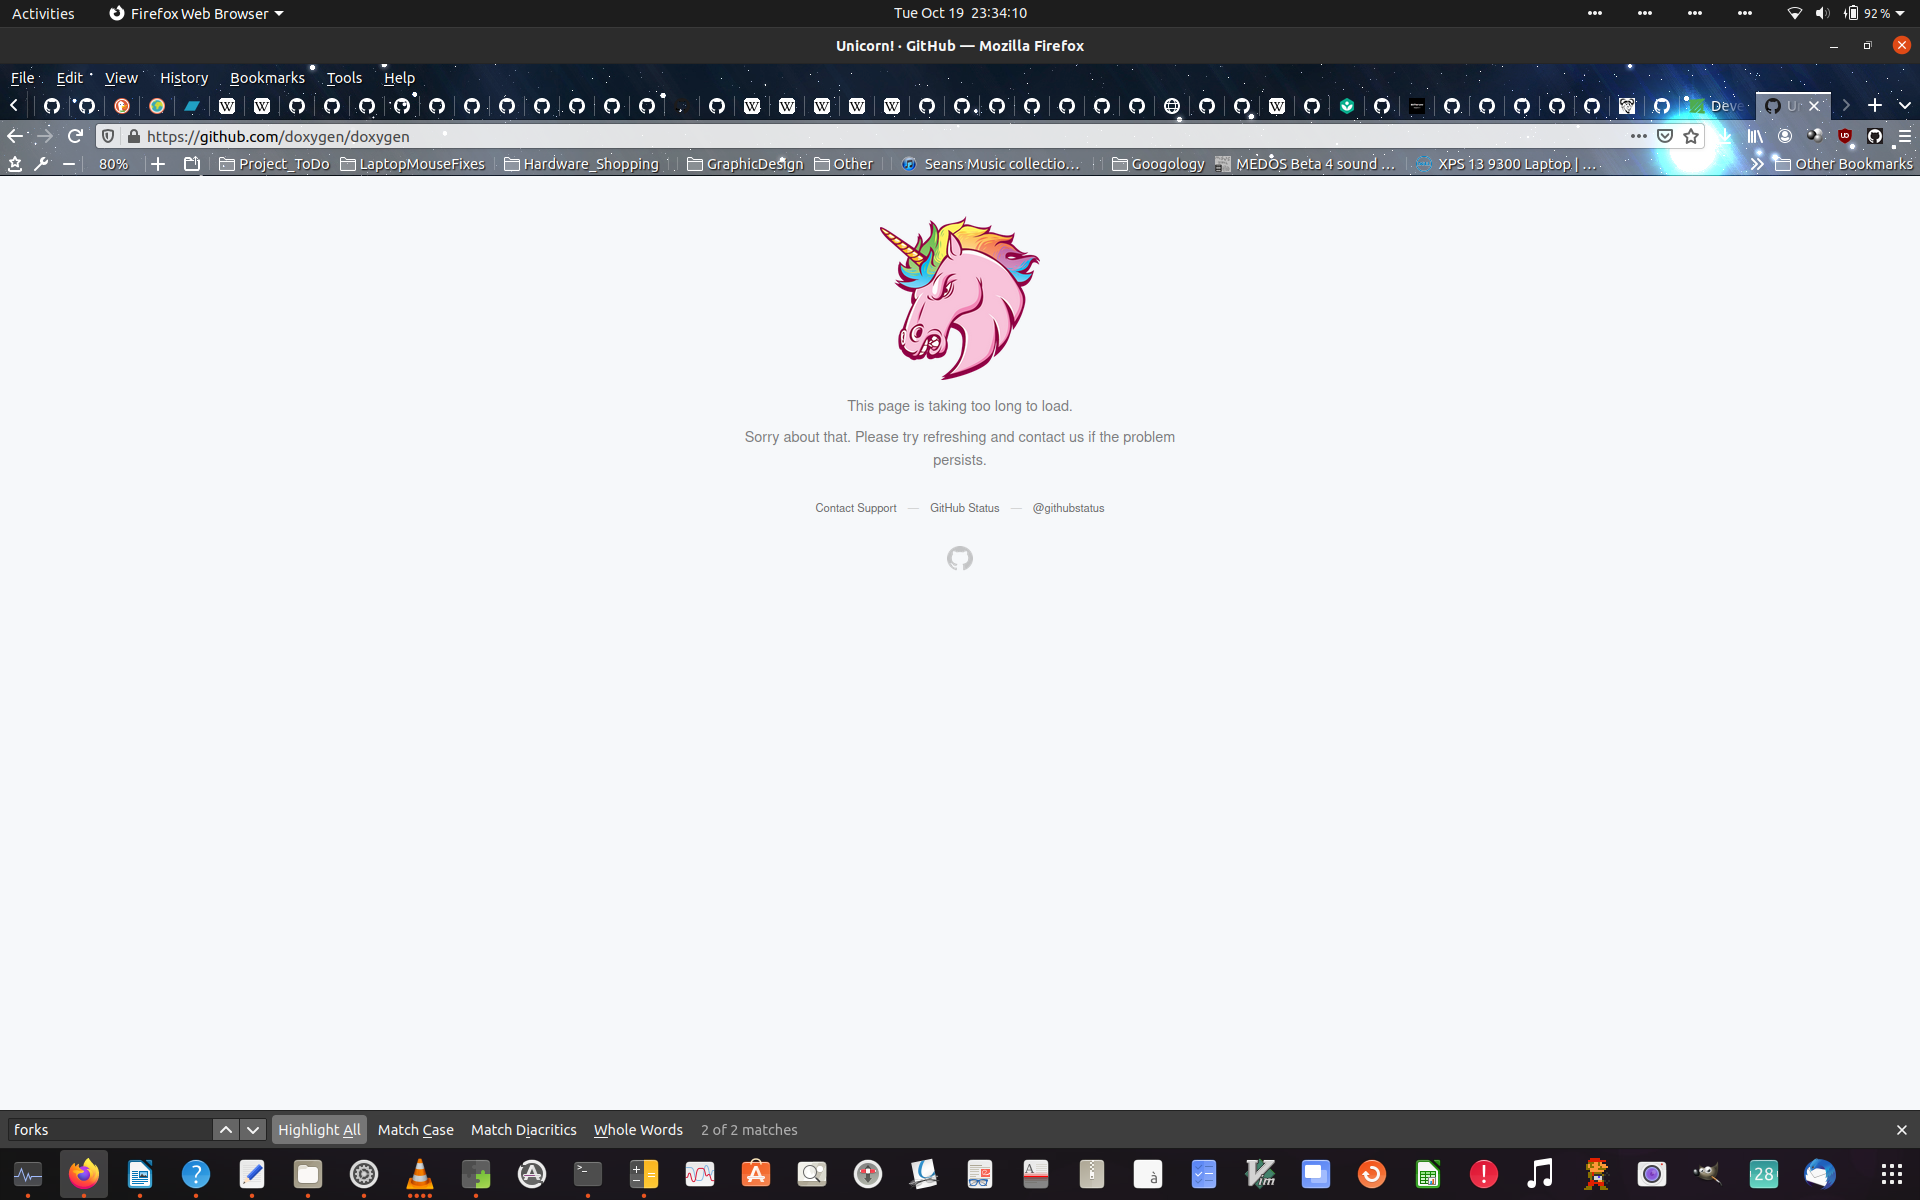 Activities Firefox Web Browser Tue Oct 19 23:34:10 92 %
Unicorn! · GitHub — Mozilla Firefox
File Edit View History Bookmarks Tools Help
Deve
https://github.com/doxygen/doxygen
80% Project_ToDo LaptopMouseFixes Hardware_Shopping GraphicDesign Other Seans Music collectio… Googology MEDOS Beta 4 sound … XPS 13 9300 Laptop | … Other Bookmarks
This page is taking too long to load.
Sorry about that. Please try refreshing and contact us if the problem
persists.
Contact Support — GitHub Status — @githubstatus
forks Highlight All Match Case Match Diacritics Whole Words 2 of 2 matches
28